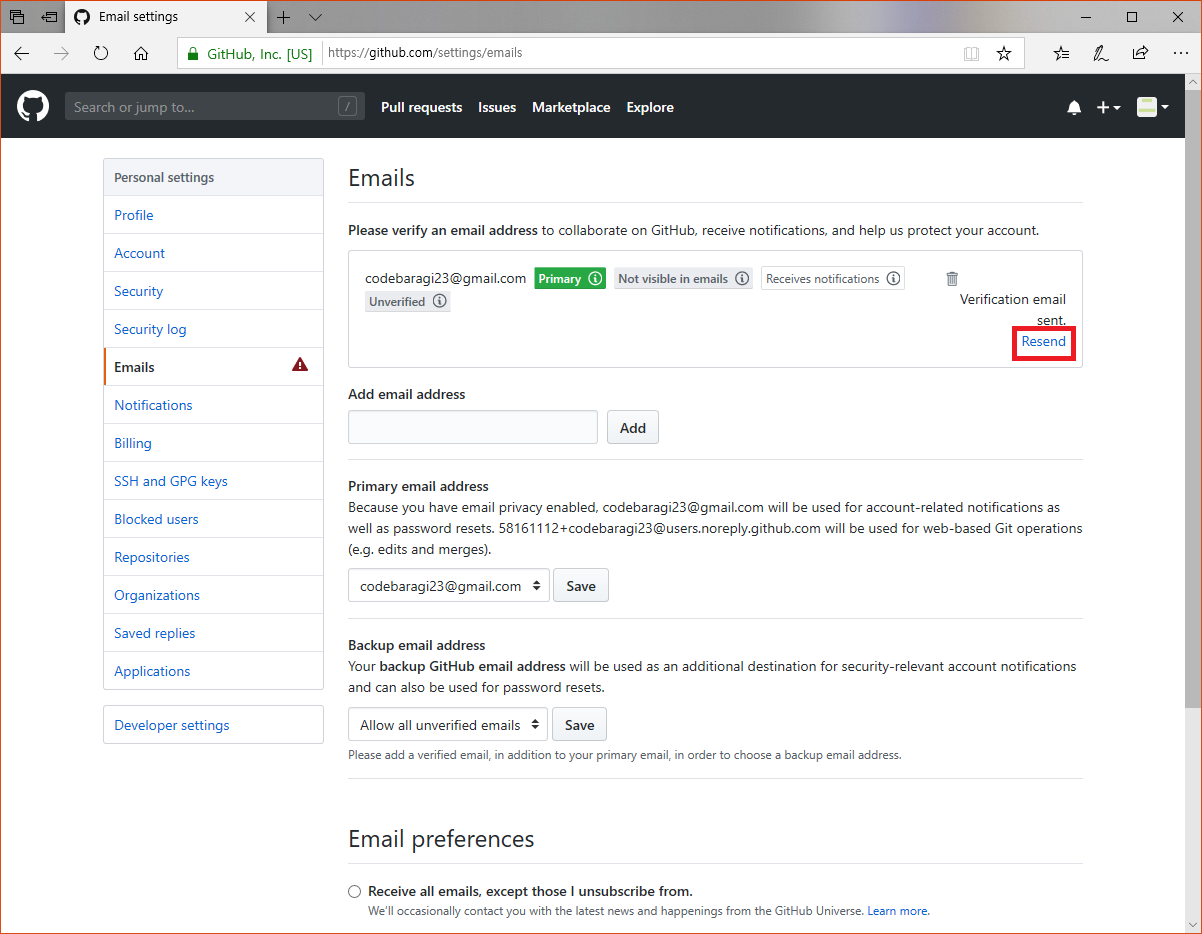 Email settings
GitHub, Inc. [US]
https://github.com/settings/emails
Search or jump to...
/
Pull requests
Issues
Marketplace
Explore
Personal settings
Profile
Account
Security
Security log
Emails
Notifications
Billing
SSH and GPG keys
Blocked users
Repositories
Organizations
Saved replies
Applications
Developer settings
Emails
Please verify an email address to collaborate on GitHub, receive notifications, and help us protect your account.
codebaragi23@gmail.com Primary Not visible in emails Receives notifications
Unverified
Verification email
sent.
Resend
Add email address
Add
Primary email address
Because you have email privacy enabled, codebaragi23@gmail.com will be used for account-related notifications as
well as password resets. 58161112+codebaragi23@users.noreply.github.com will be used for web-based Git operations
(e.g. edits and merges).
codebaragi23@gmail.com Save
Backup email address
Your backup GitHub email address will be used as an additional destination for security-relevant account notifications
and can also be used for password resets.
Allow all unverified emails Save
Please add a verified email, in addition to your primary email, in order to choose a backup email address.
Email preferences
Receive all emails, except those I unsubscribe from.
We'll occasionally contact you with the latest news and happenings from the GitHub Universe. Learn more.